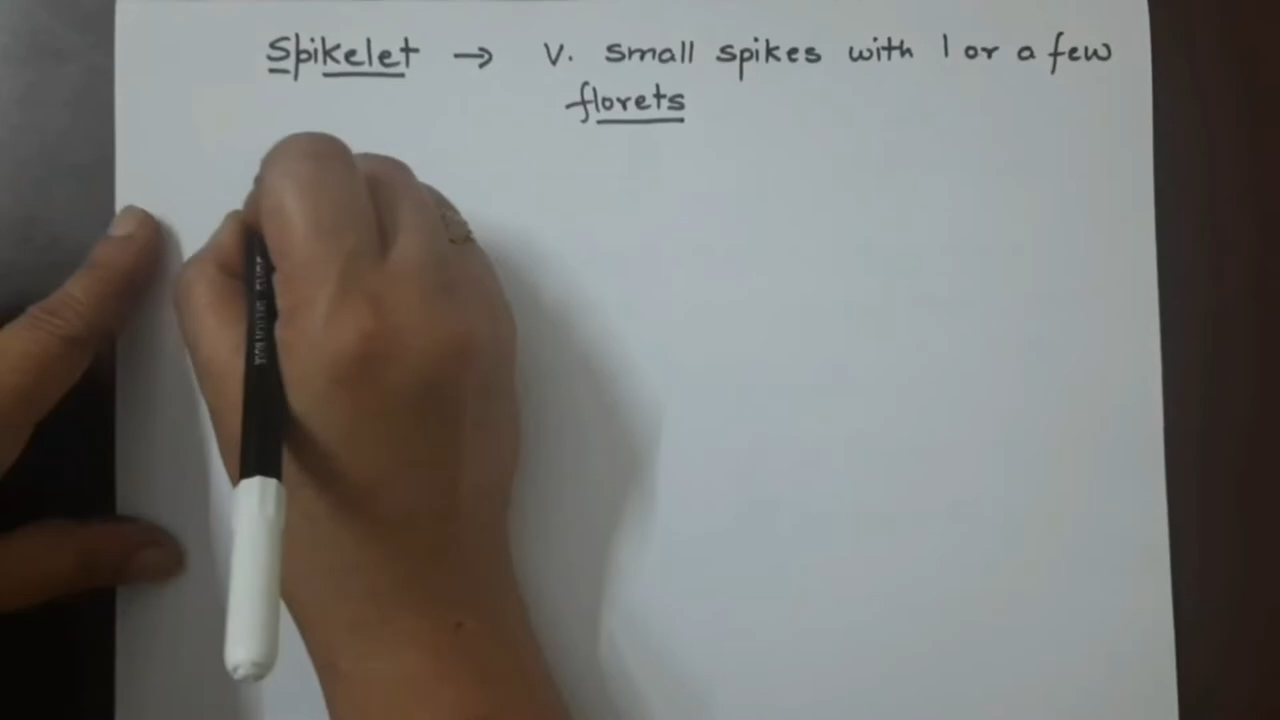 Spikelet → V. small spikes with 1 or a few
florets